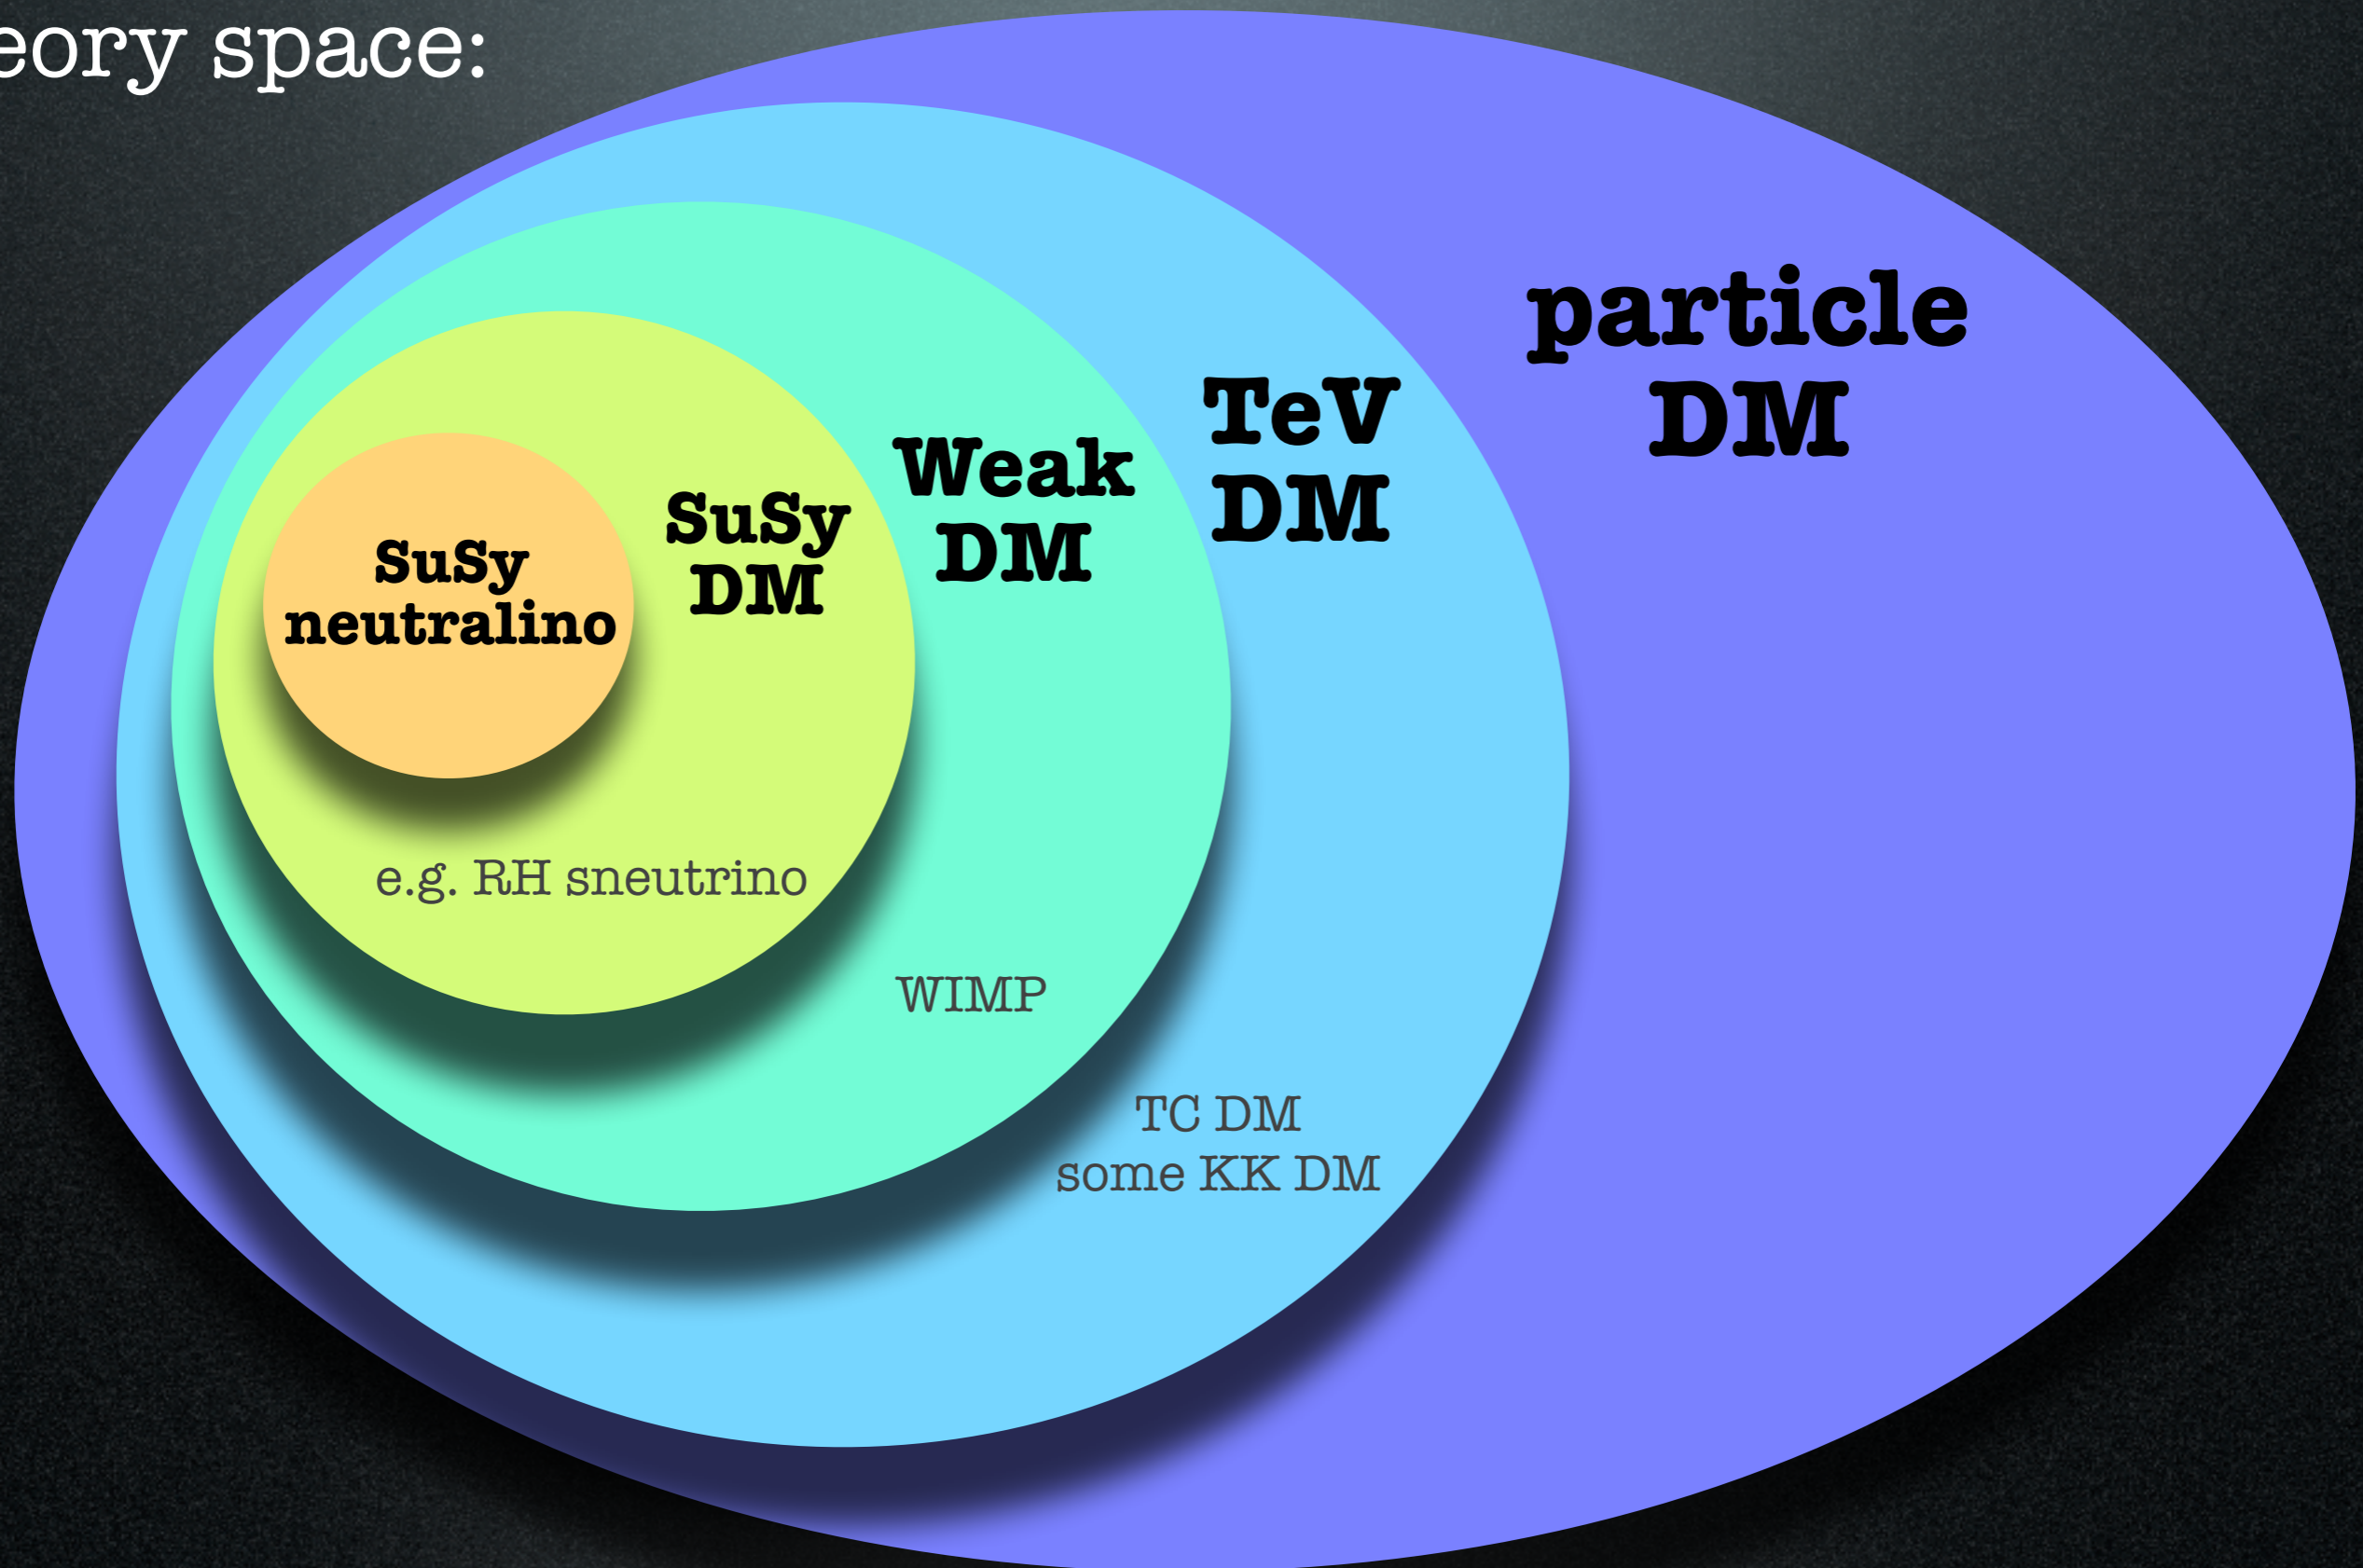 eory space:
particle
DM
TeV
DM
Weak
DM
SuSy
DM
SuSy
neutralino
e.g. RH sneutrino
WIMP
TC DM
some KK DM